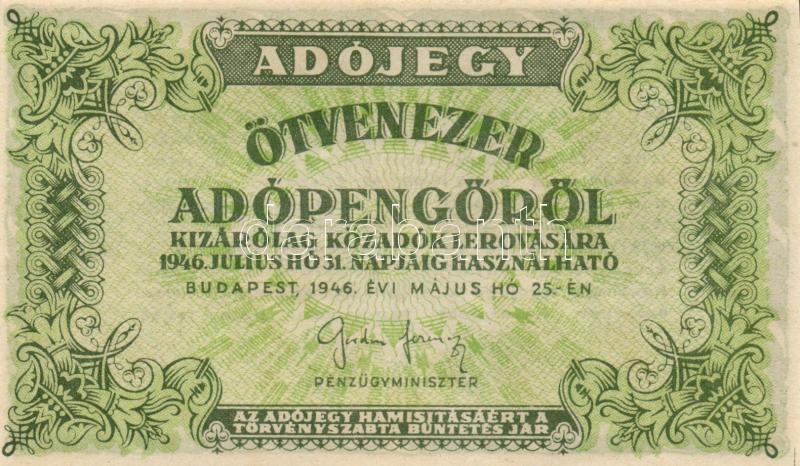 ADÓJEGY
ÖTVENEZER
ADÓPENGŐRŐL
darabanth
KIZÁRÓLAG KÖZADÓK LEROVÁSÁRA
1946. JULIUS HÓ 31. NAPJÁIG HASZNÁLHATÓ
BUDAPEST, 1946. ÉVI MÁJUS HÓ 25.-ÉN
PÉNZÜGYMINISZTER
AZ ADÓJEGY HAMISITÁSÁÉRT A
TÖRVÉNYSZABTA BÜNTETÉS JÁR